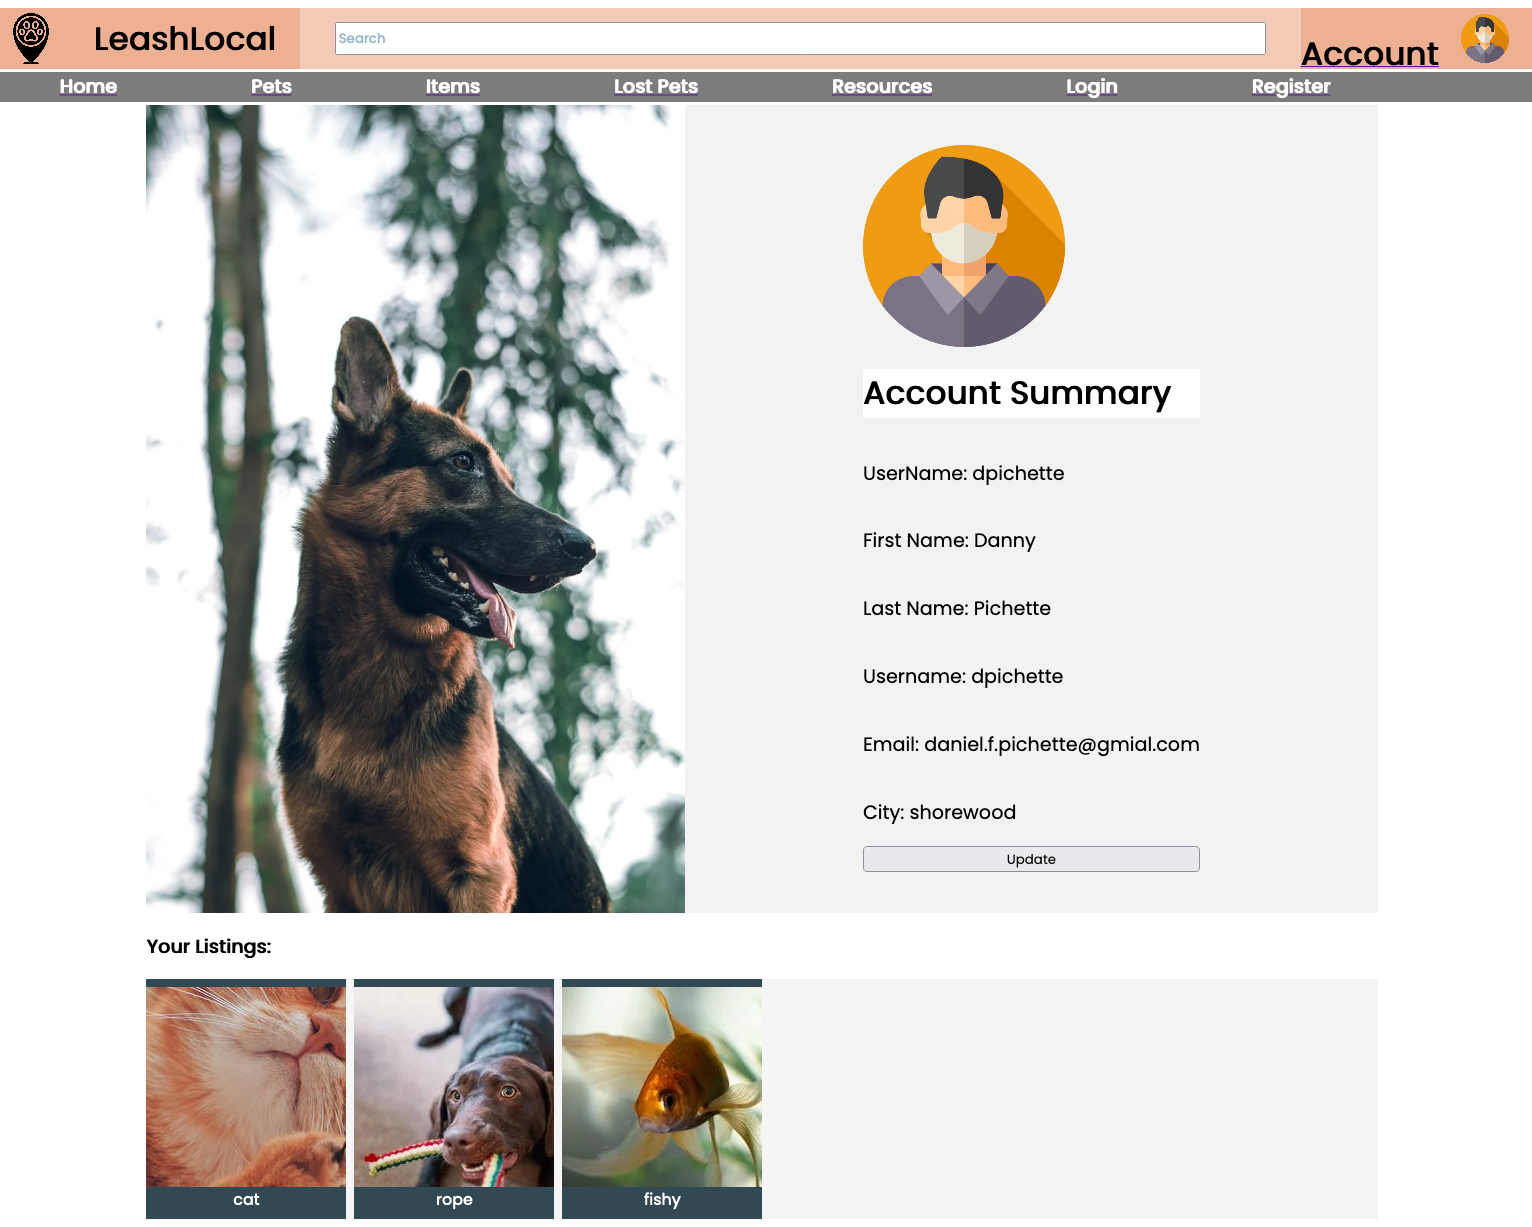 LeashLocal
Search
Account
Home Pets Items Lost Pets Resources Login Register
Account Summary
UserName: dpichette
First Name: Danny
Last Name: Pichette
Username: dpichette
Email: daniel.f.pichette@gmial.com
City: shorewood
Update
Your Listings:
cat rope fishy